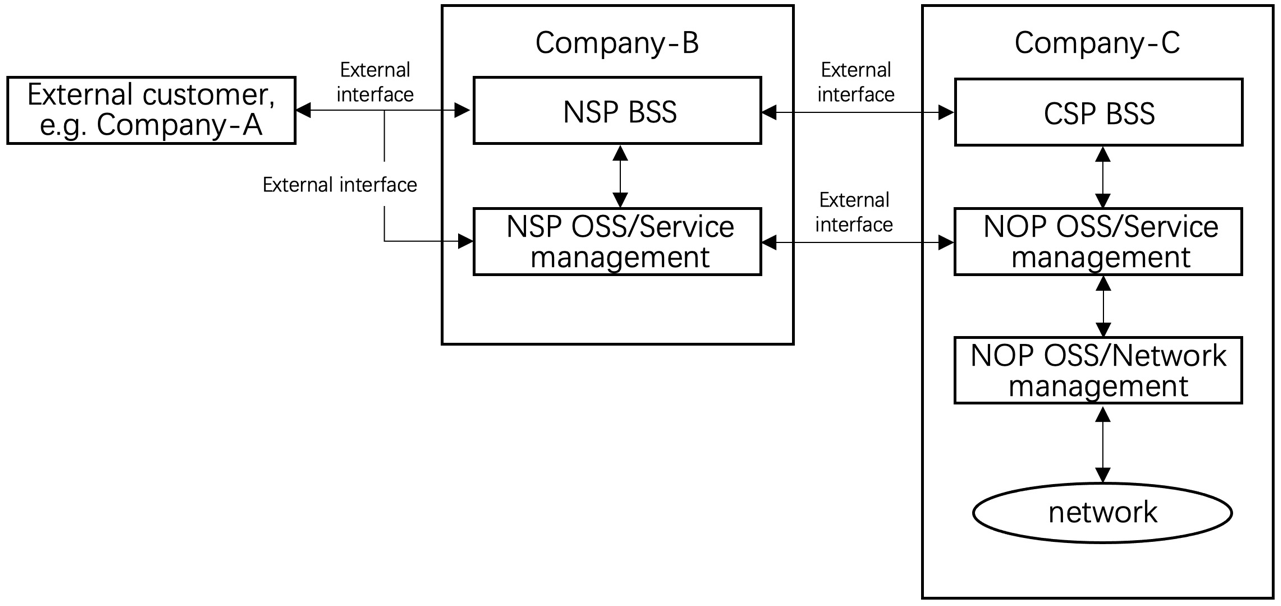 Company-B
Company-C
External customer,
e.g. Company-A
External
interface
NSP BSS
External
interface
CSP BSS
External interface
NSP OSS/Service
management
External
interface
NOP OSS/Service
management
NOP OSS/Network
management
network